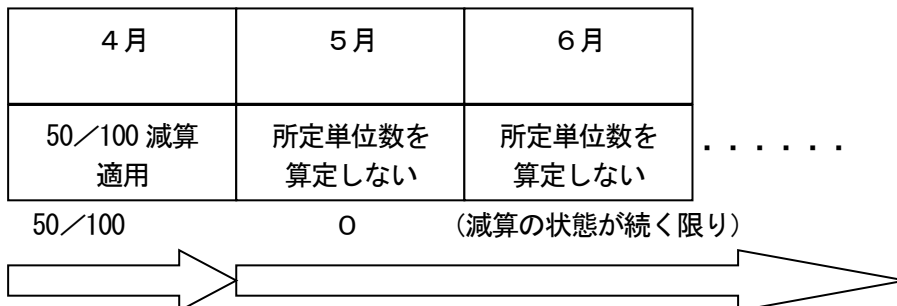 4月 5月 6月
50/100 減算 所定単位数を 所定単位数を
適用 算定しない 算定しない ......
50/100 0 (減算の状態が続く限り)